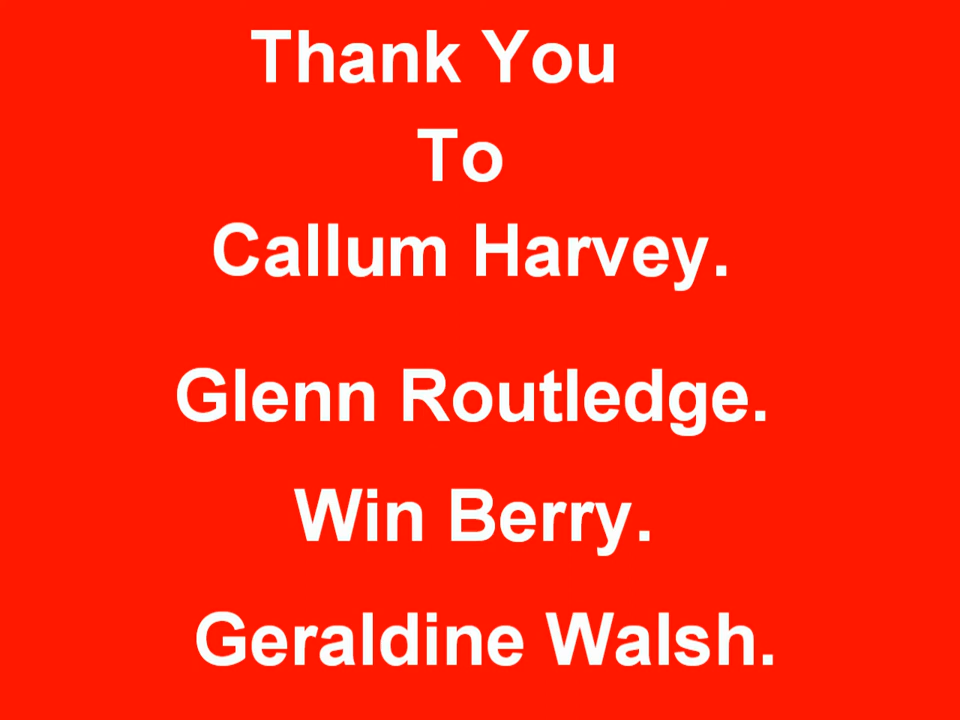 Thank You
To
Callum Harvey.
Glenn Routledge.
Win Berry.
Geraldine Walsh.